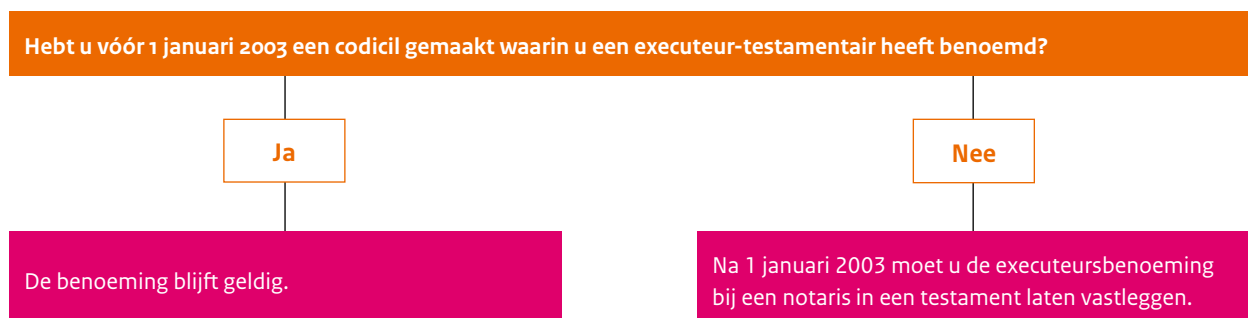 Hebt u vóór 1 januari 2003 een codicil gemaakt waarin u een executeur-testamentair heeft benoemd?
Ja
Nee
De benoeming blijft geldig.
Na 1 januari 2003 moet u de executeursbenoeming
bij een notaris in een testament laten vastleggen.